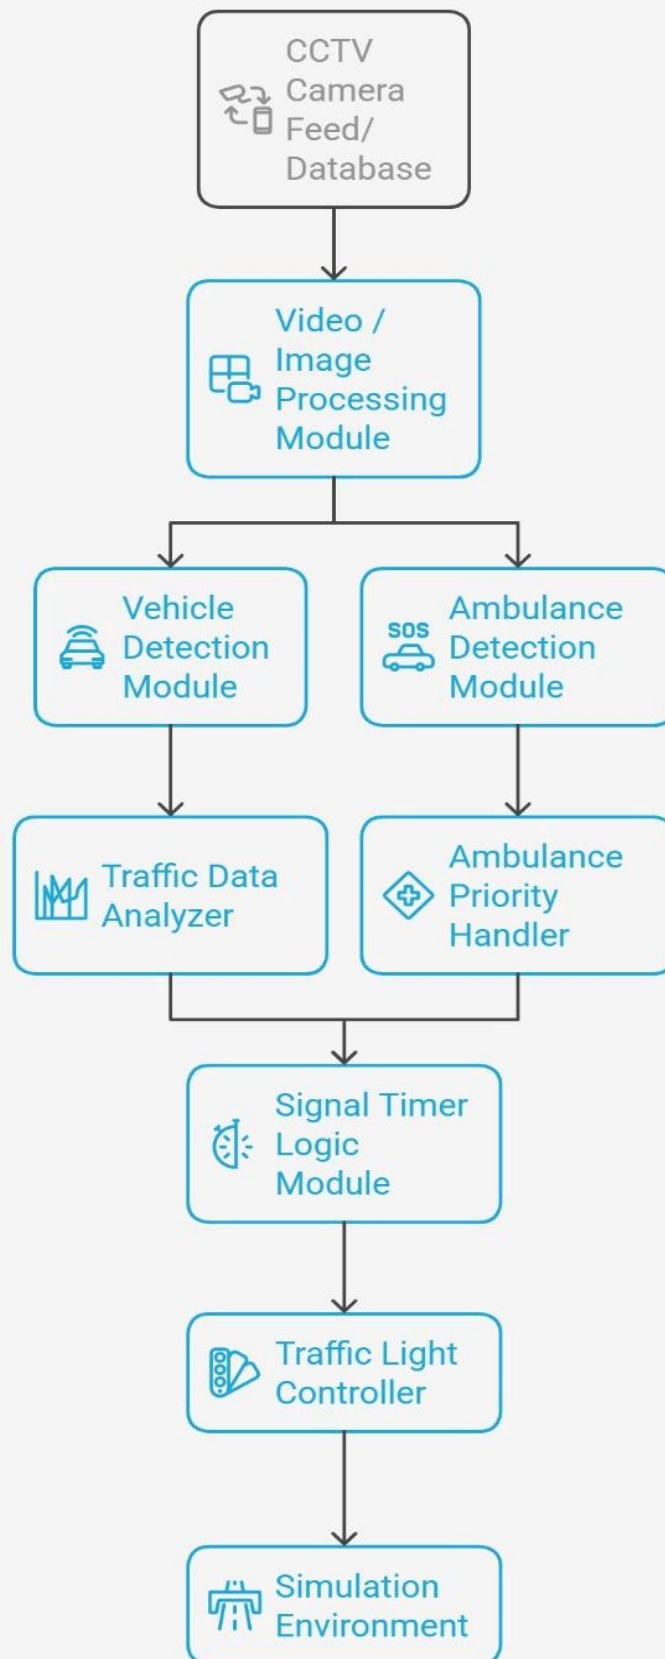 CCTV
Camera
Feed/
Database
Video /
Image
Processing
Module
Vehicle
Detection
Module
SOS
Ambulance
Detection
Module
Traffic Data
Analyzer
Ambulance
Priority
Handler
Signal Timer
Logic
Module
Traffic Light
Controller
Simulation
Environment